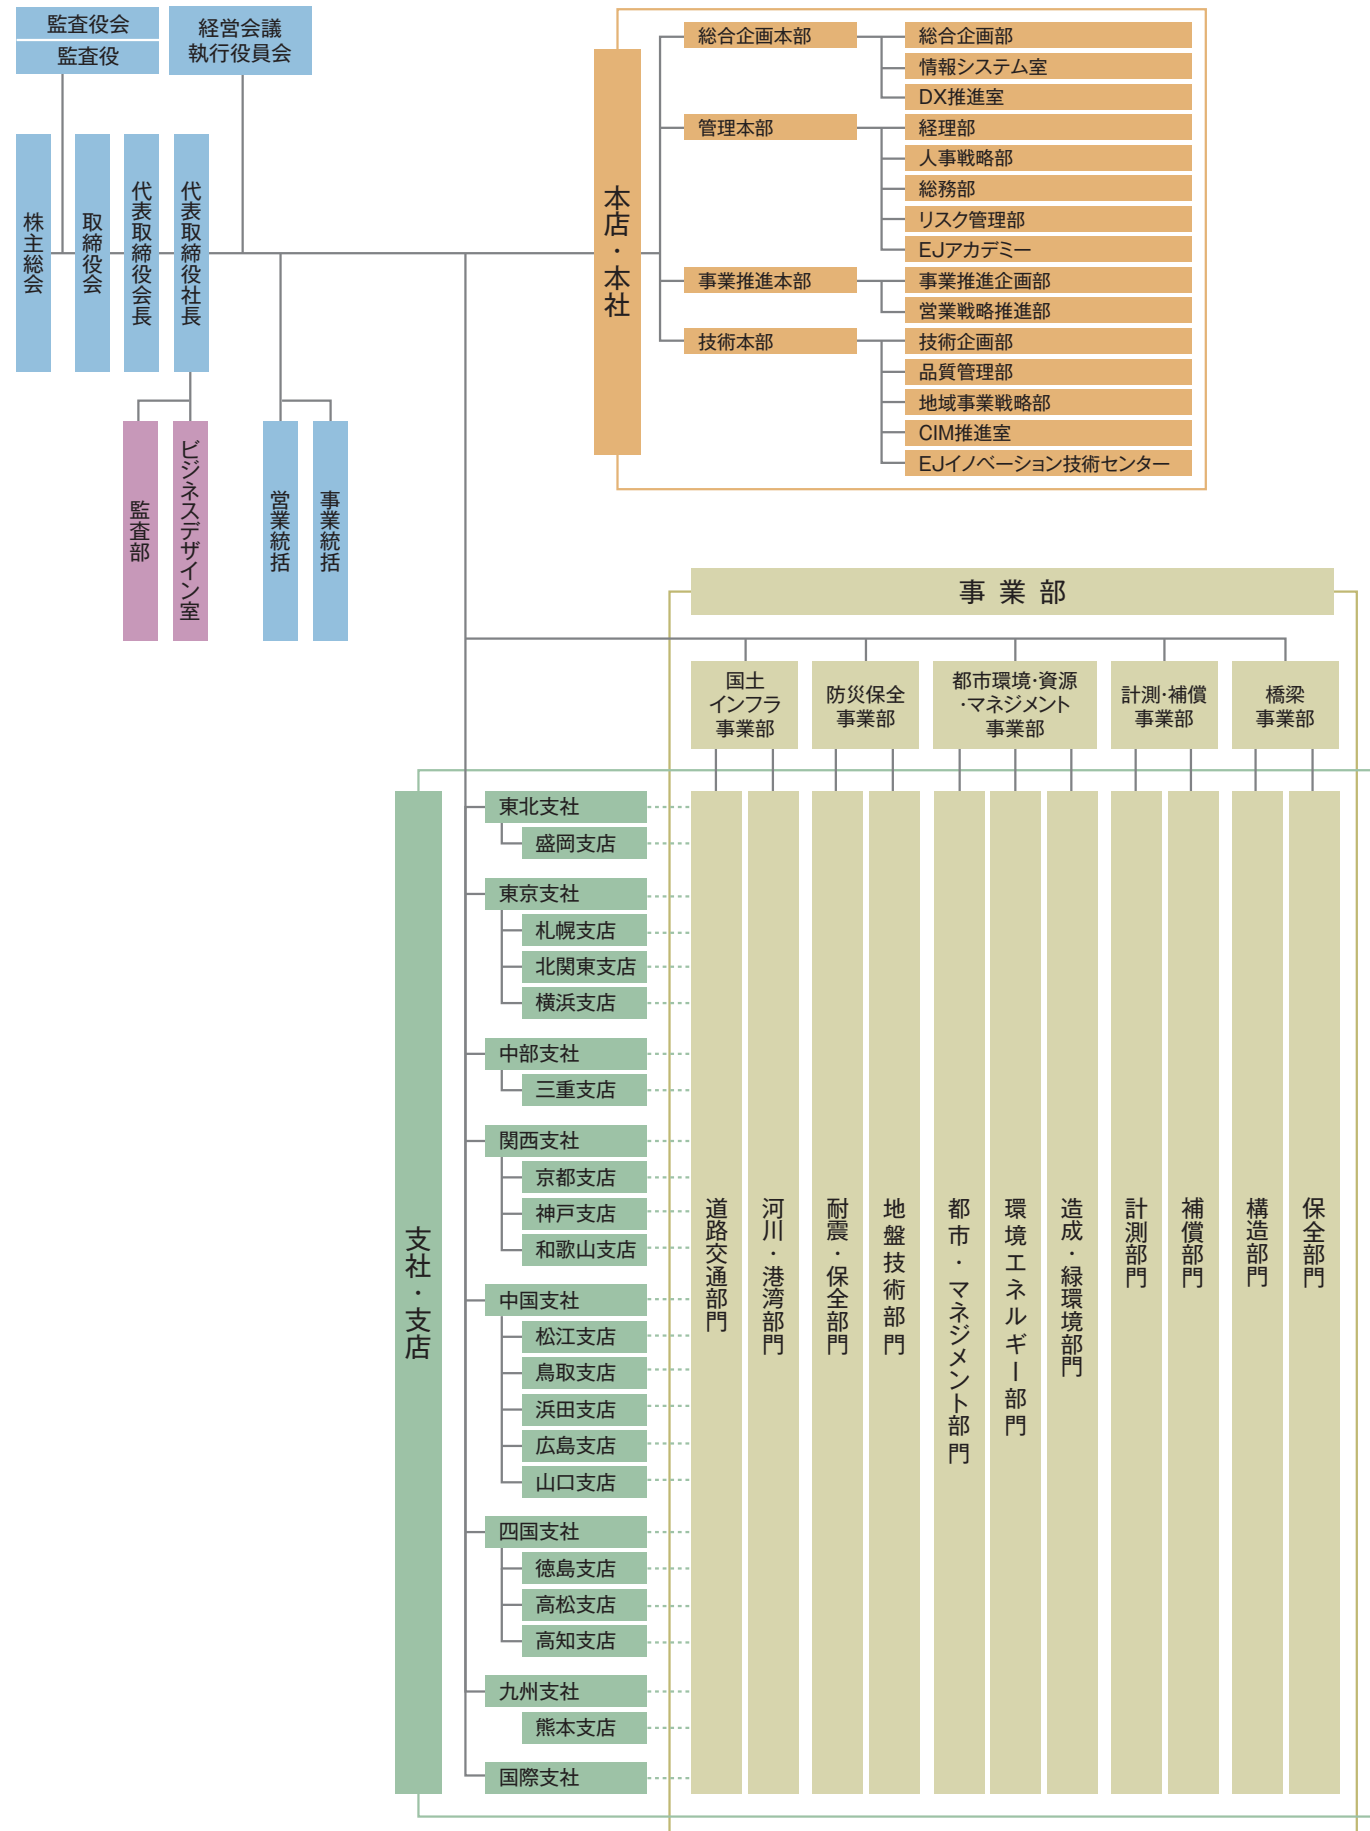 監査役会
監査役
経営会議
執行役員会
株主総会
取締役会
代表取締役会長
代表取締役社長
監査部
ビジネスデザイン室
営業統括
事業統括
本店・本社
総合企画本部
総合企画部
情報システム室
DX推進室
管理本部
経理部
人事戦略部
総務部
リスク管理部
EJアカデミー
事業推進本部
事業推進企画部
営業戦略推進部
技術本部
技術企画部
品質管理部
地域事業戦略部
CIM推進室
EJイノベーション技術センター
事業部
国土
インフラ
事業部
防災保全
事業部
都市環境・資源
・マネジメント
事業部
計測・補償
事業部
橋梁
事業部
支社・支店
東北支社
盛岡支店
東京支社
札幌支店
北関東支店
横浜支店
中部支社
三重支店
関西支社
京都支店
神戸支店
和歌山支店
中国支社
松江支店
鳥取支店
浜田支店
広島支店
山口支店
四国支社
徳島支店
高松支店
高知支店
九州支社
熊本支店
国際支社
道路交通部門
河川・港湾部門
耐震・保全部門
地盤技術部門
都市・マネジメント部門
環境エネルギー部門
造成・緑環境部門
計測部門
補償部門
構造部門
保全部門